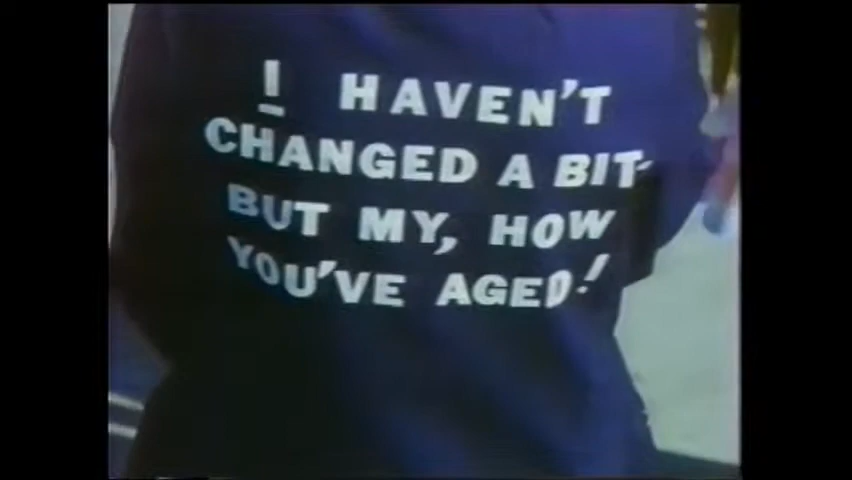 I HAVEN'T
CHANGED A BIT-
BUT MY, HOW
YOU'VE AGED!